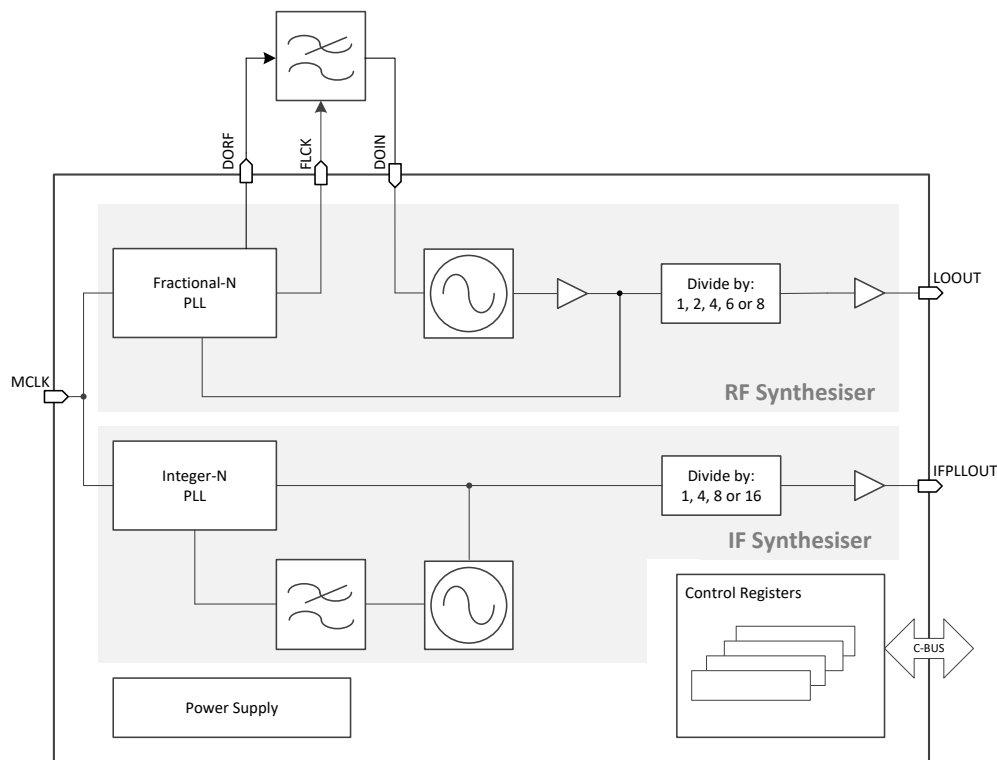 DORF
FLCK
DOIN
Fractional-N
PLL
Divide by:
1, 2, 4, 6 or 8
LOOUT
MCLK
RF Synthesiser
Integer-N
PLL
Divide by:
1, 4, 8 or 16
IFPLLOUT
IF Synthesiser
Control Registers
C-BUS
Power Supply